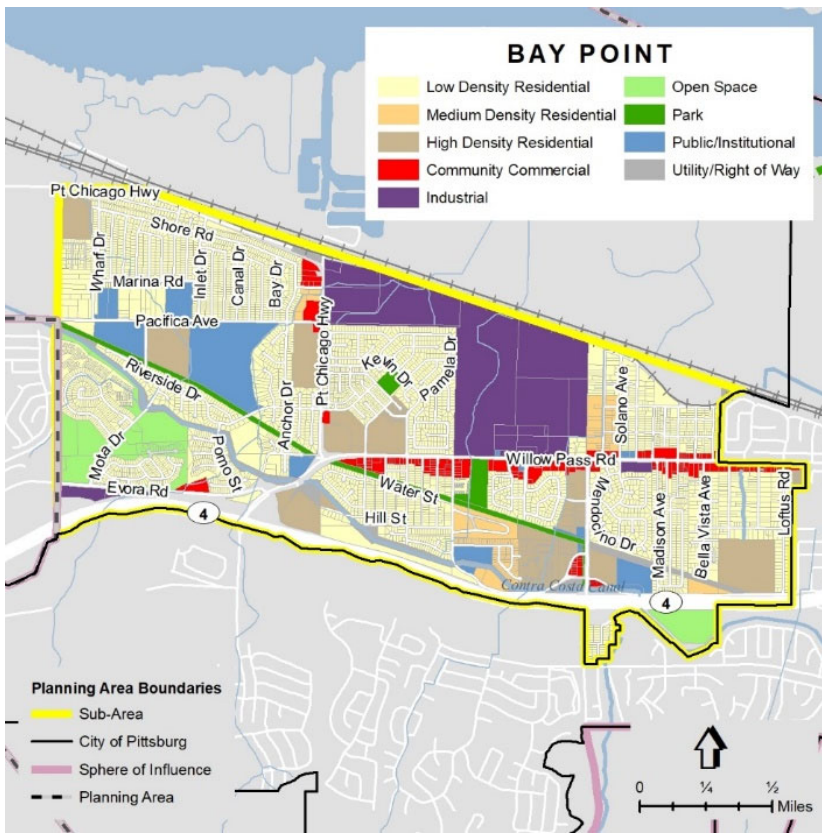 BAY POINT
Low Density Residential
Medium Density Residential
High Density Residential
Community Commercial
Industrial
Open Space
Park
Public/Institutional
Utility/Right of Way
Pt Chicago Hwy
Shore Rd
Wharf Dr
Inlet Dr
Canal Dr
Bay Dr
Marina Rd
Pacifica Ave
Pt Chicago Hwy
Kevin Dr
Pamela Dr
Riverside Dr
Anchor Dr
Solano Ave
Mota Dr
Pomo St
Willow Pass Rd
Evora Rd
Water St
Hill St
4
Mendocino Dr
Madison Ave
Bella Vista Ave
Loftus Rd
Contra Costa Canal
4
Planning Area Boundaries
Sub-Area
City of Pittsburg
Sphere of Influence
Planning Area
0 ¼ ½
Miles